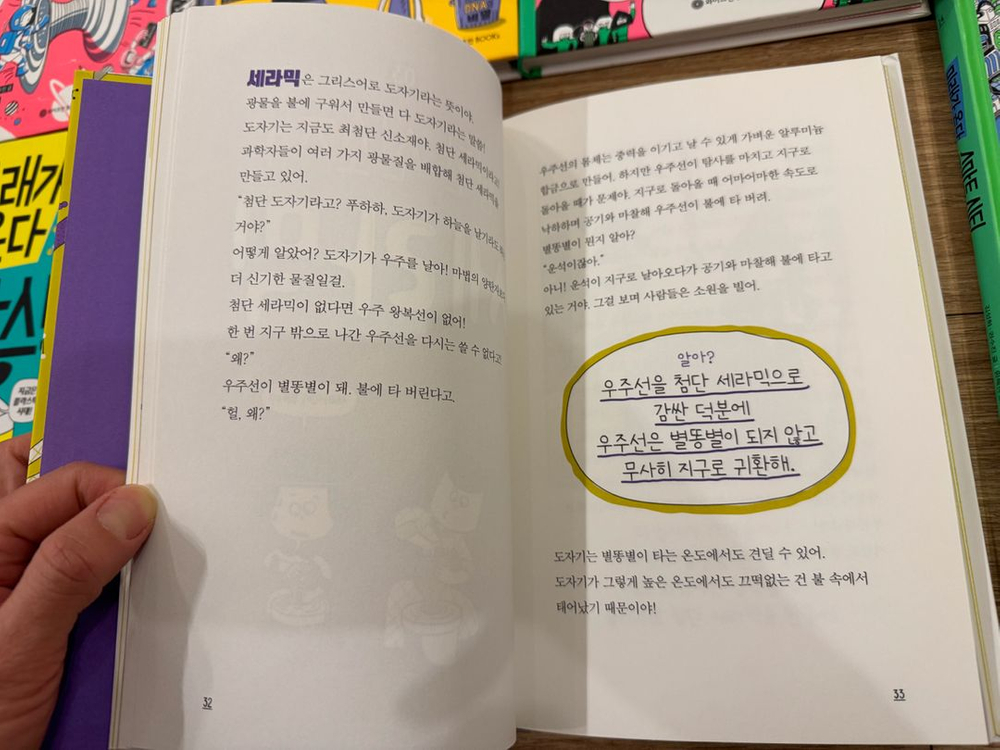 DNA
BOOKS
래가
온다
스마트 시티
세라믹은 그리스어로 도자기라는 뜻이야.
광물을 불에 구워서 만들면 다 도자기라는 말씀!
도자기는 지금도 최첨단 신소재야. 첨단 세라믹이라고
과학자들이 여러 가지 광물질을 배합해 첨단 세라믹을
만들고 있어.
“첨단 도자기라고? 푸하하, 도자기가 하늘을
거야?”
어떻게 알았어? 도자기가 우주를 날아! 마법의
더 신기한 물질일걸.
첨단 세라믹이 없다면 우주 왕복선이 없어!
한 번 지구 밖으로 나간 우주선을 다시는 쓸 수 없다고
“왜?”
우주선이 별똥별이 돼. 불에 타 버린다고.
“헐, 왜?”
32
우주선의 몸체는 중력을 이기고 날 수 있게 가벼운 알루미늄
합금으로 만들어. 하지만 우주선이 탐사를 마치고 지구로
돌아올 때가 문제야. 지구로 돌아올 때 어마어마한 속도로
낙하하며 공기와 마찰해 우주선이 불에 타 버려.
별똥별이 뭔지 알아?
“운석이잖아.”
아니! 운석이 지구로 날아오다가 공기와 마찰해 불에 타고
있는 거야. 그걸 보며 사람들은 소원을 빌어.
알아?
우주선을 첨단 세라믹으로
감싼 덕분에
우주선은 별똥별이 되지 않고
무사히 지구로 귀환해.
도자기는 별똥별이 타는 온도에서도 견딜 수 있어.
도자기가 그렇게 높은 온도에서도 끄떡없는 건 불 속에서
태어났기 때문이야!
33